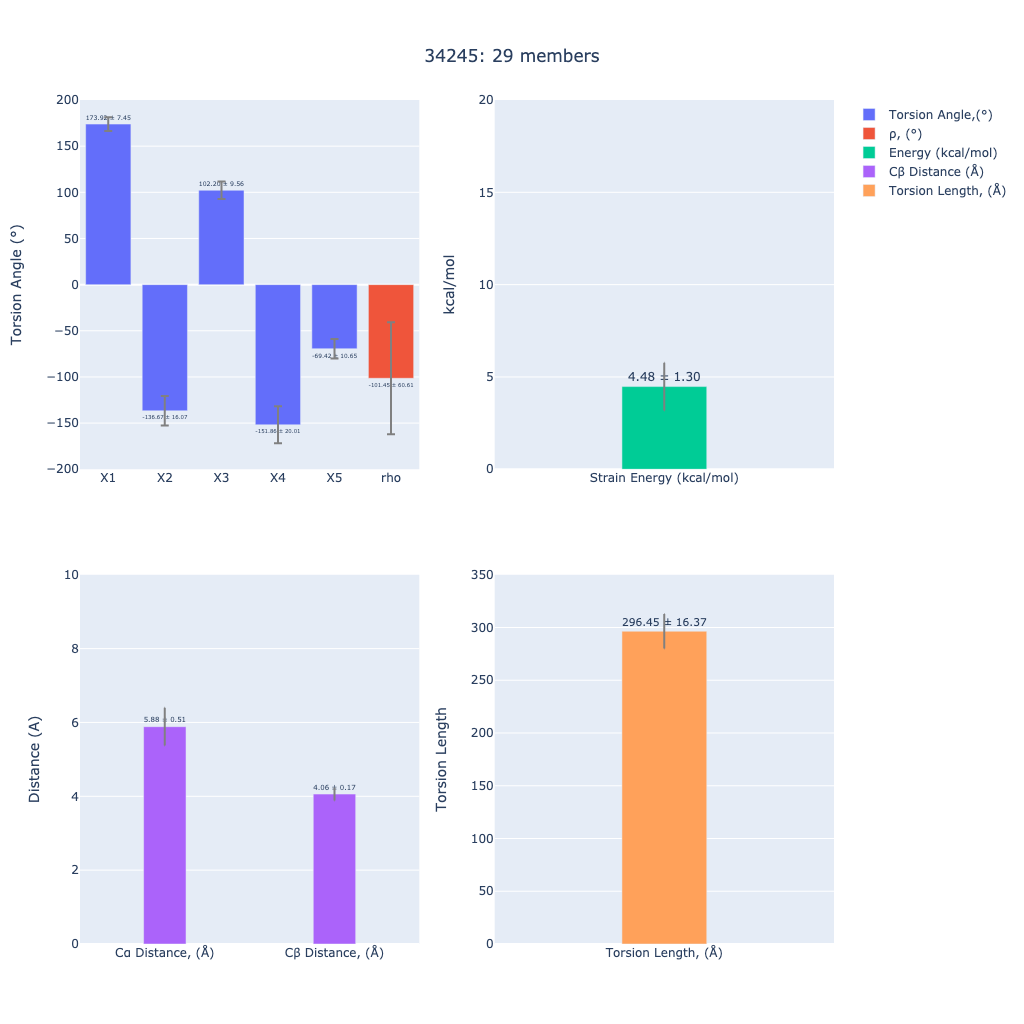 34245: 29 members
Torsion Angle (°)
200
150
100
50
0
−50
−100
−150
−200
± 7.45
-136.67 ± 16.07
102.20 ± 9.56
-151.86 ± 20.01
-69.42 ± 10.65
-101.45 ± 60.61
X1
X2
X3
X4
X5
rho
kcal/mol
20
15
10
5
0
4.48 ± 1.30
Strain Energy (kcal/mol)
Torsion Angle,(°)
ρ, (°)
Energy (kcal/mol)
Cβ Distance (Å)
Torsion Length, (Å)
Distance (A)
10
8
6
4
2
0
5.88 ± 0.51
4.06 ± 0.17
Cα Distance, (Å)
Cβ Distance, (Å)
Torsion Length
350
300
250
200
150
100
50
0
296.45 ± 16.37
Torsion Length, (Å)